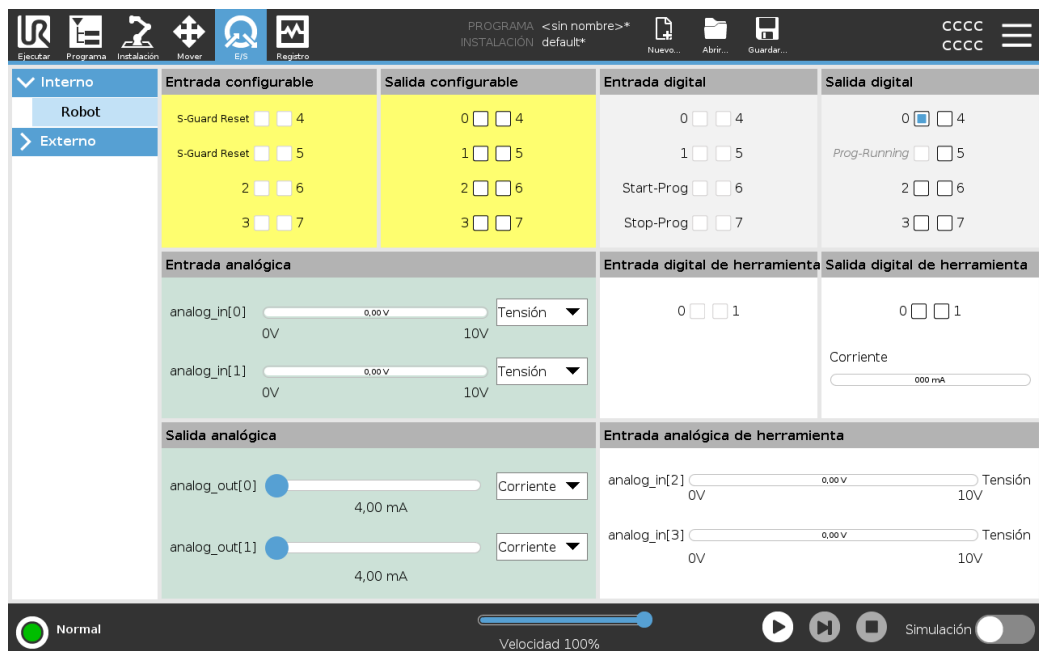 PROGRAMA <sin nombre>*
INSTALACIÓN default*
CCCC
CCCC
Ejecutar Programa Instalación Mover E/S Registro Nuevo... Abrir... Guardar...
Interno
Robot
Externo
Entrada configurable
S-Guard Reset 4
S-Guard Reset 5
2 6
3 7
Salida configurable
0 4
1 5
2 6
3 7
Entrada digital
0 4
1 5
Start-Prog 6
Stop-Prog 7
Salida digital
0 4
Prog-Running 5
2 6
3 7
Entrada analógica
analog_in[0] 0,00 V Tensión
0V 10V
analog_in[1] 0,00 V Tensión
0V 10V
Entrada digital de herramienta
0 1
Salida digital de herramienta
0 1
Corriente
000 mA
Salida analógica
analog_out[0] Corriente
4,00 mA
analog_out[1] Corriente
4,00 mA
Entrada analógica de herramienta
analog_in[2] 0,00 V Tensión
0V 10V
analog_in[3] 0,00 V Tensión
0V 10V
Normal
Velocidad 100%
Simulación